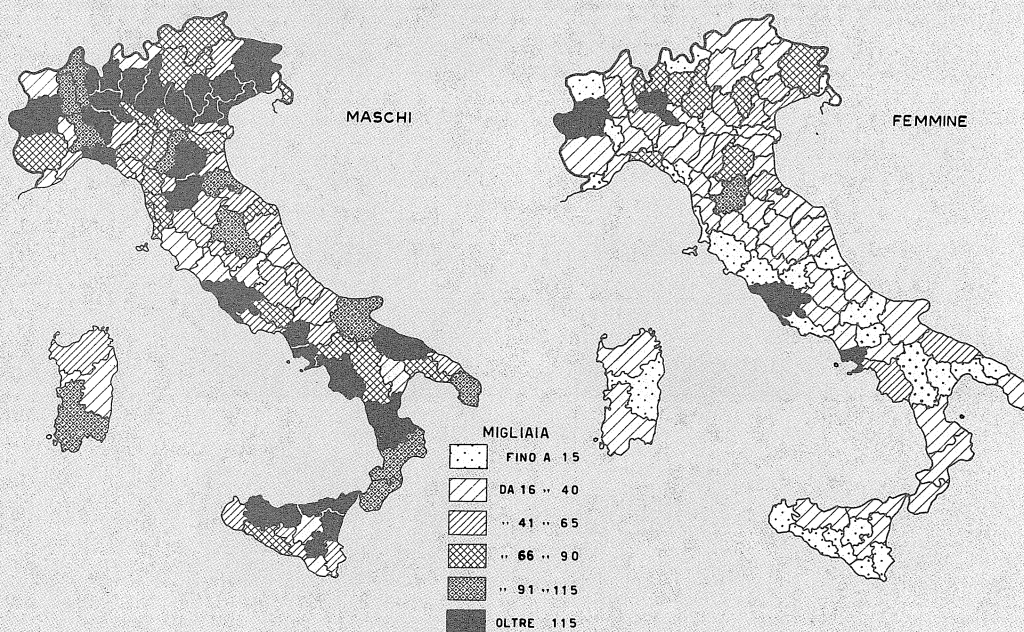 MASCHI
FEMMINE
MIGLIAIA
FINO A 15
DA 16 " 40
" 41 " 65
" 66 " 90
" 91 " 115
OLTRE 115